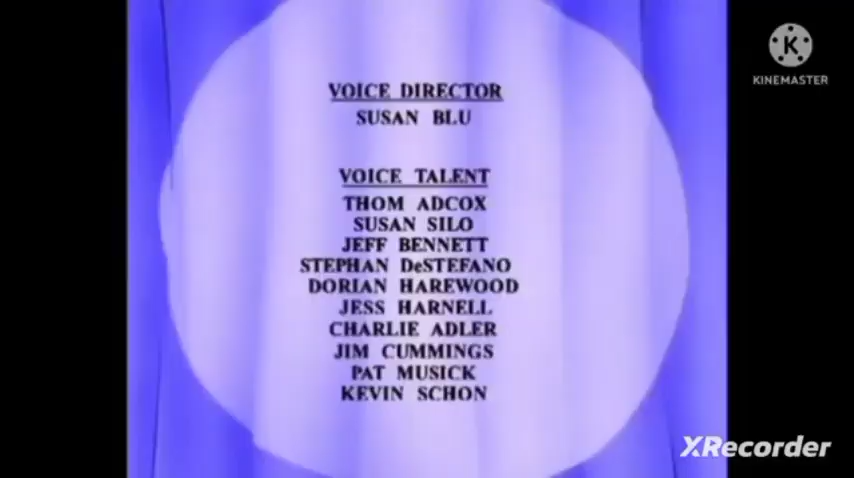 VOICE DIRECTOR
SUSAN BLU
VOICE TALENT
THOM ADCOX
SUSAN SILO
JEFF BENNETT
STEPHAN DeSTEFANO
DORIAN HAREWOOD
JESS HARNELL
CHARLIE ADLER
JIM CUMMINGS
PAT MUSICK
KEVIN SCHON
K
KINEMASTER
XRecorder